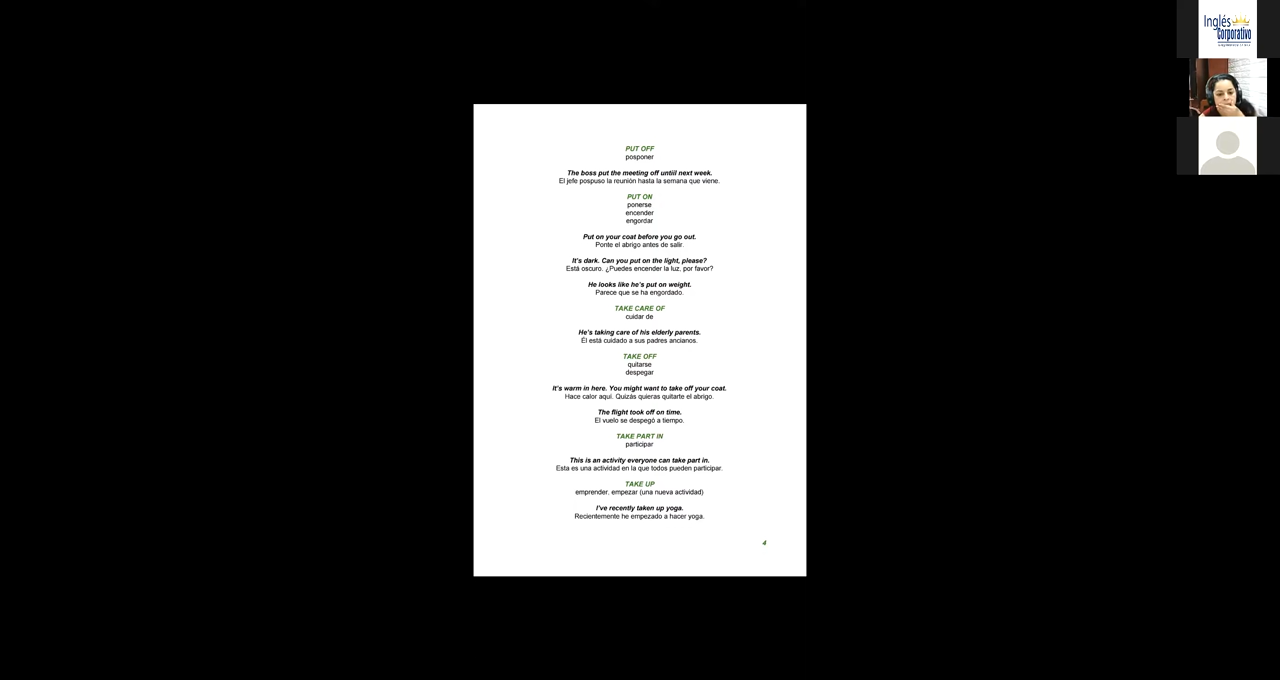 PUT OFF
posponer
The boss put the meeting off untiil next week.
El jefe pospuso la reunión hasta la semana que viene.
PUT ON
ponerse
encender
engordar
Put on your coat before you go out.
Ponte el abrigo antes de salir.
It's dark. Can you put on the light, please?
Está oscuro. ¿Puedes encender la luz, por favor?
He looks like he's put on weight.
Parece que se ha engordado.
TAKE CARE OF
cuidar de
He's taking care of his elderly parents.
Él está cuidado a sus padres ancianos.
TAKE OFF
quitarse
despegar
It's warm in here. You might want to take off your coat.
Hace calor aquí. Quizás quieras quitarte el abrigo.
The flight took off on time.
El vuelo se despegó a tiempo.
TAKE PART IN
participar
This is an activity everyone can take part in.
Esta es una actividad en la que todos pueden participar.
TAKE UP
emprender, empezar (una nueva actividad)
I've recently taken up yoga.
Recientemente he empezado a hacer yoga.
4
Inglés
Corporativo